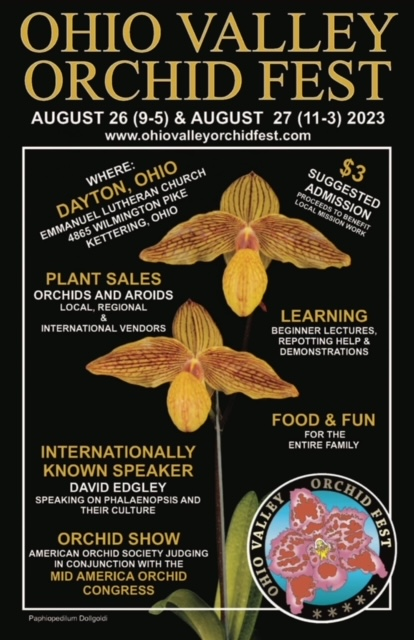 OHIO VALLEY
ORCHID FEST
AUGUST 26 (9-5) & AUGUST 27 (11-3) 2023
www.ohiovalleyorchidfest.com
WHERE:
DAYTON, OHIO
EMMANUEL LUTHERAN CHURCH
4865 WILMINGTON PIKE
KETTERING, OHIO
$3
SUGGESTED
ADMISSION
PROCEEDS TO BENEFIT
LOCAL MISSION WORK
PLANT SALES
ORCHIDS AND AROIDS
LOCAL, REGIONAL
&
INTERNATIONAL VENDORS
LEARNING
BEGINNER LECTURES,
REPOTTING HELP &
DEMONSTRATIONS
FOOD & FUN
FOR THE
ENTIRE FAMILY
INTERNATIONALLY
KNOWN SPEAKER
DAVID EDGLEY
SPEAKING ON PHALAENOPSIS AND
THEIR CULTURE
ORCHID SHOW
AMERICAN ORCHID SOCIETY JUDGING
IN CONJUNCTION WITH THE
MID AMERICA ORCHID
CONGRESS
OHIO VALLEY ORCHID FEST
Paphiopedilum Dollgoldi